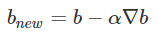 b_new = b − α∇b